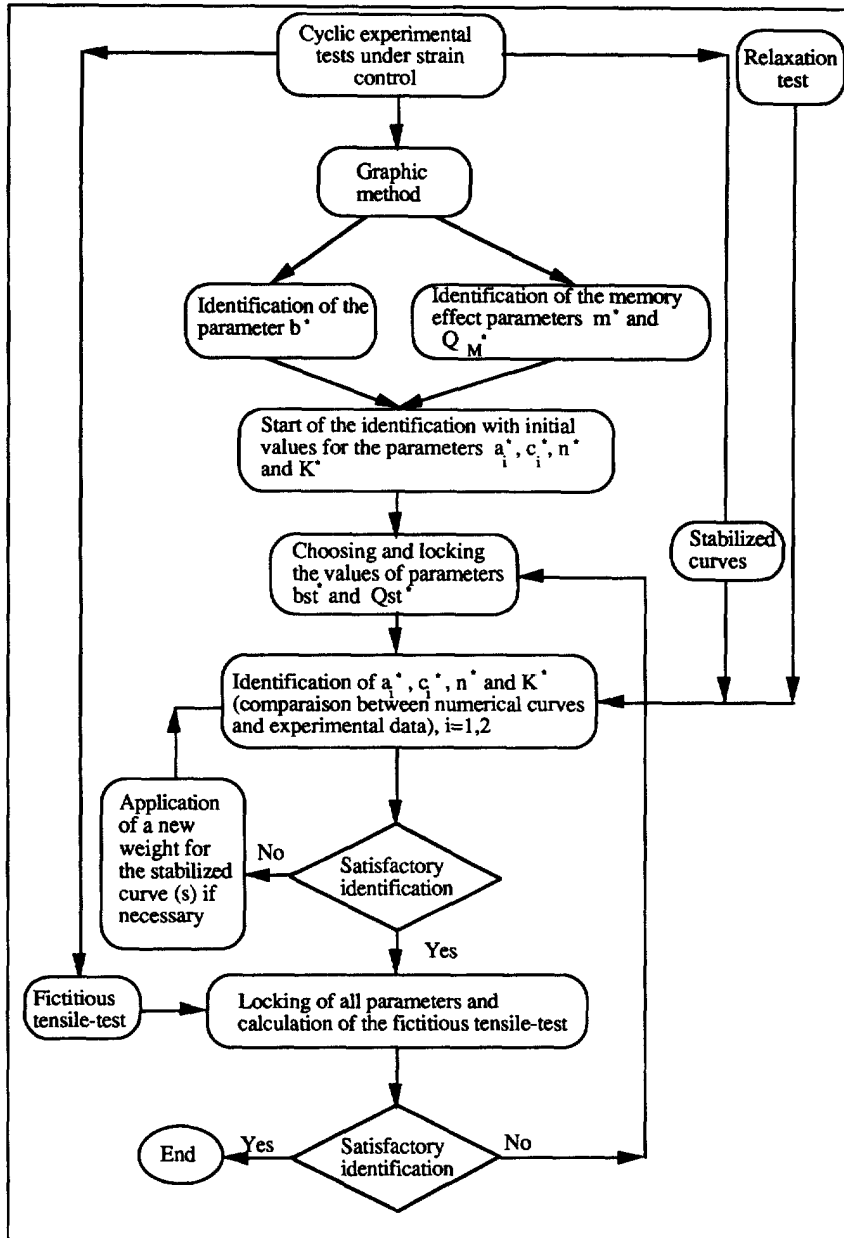 Cyclic experimental
tests under strain
control
Relaxation
test
Graphic
method
Identification of the
parameter b*
Identification of the memory
effect parameters m* and
Q M*
Start of the identification with initial
values for the parameters a_i*, c_i*, n*
and K*
Choosing and locking
the values of parameters
bst* and Qst*
Stabilized
curves
Identification of a_i*, c_i*, n* and K*
(comparaison between numerical curves
and experimental data), i=1,2
Application
of a new
weight for
the stabilized
curve (s) if
necessary
No
Satisfactory
identification
Yes
Fictitious
tensile-test
Locking of all parameters and
calculation of the fictitious tensile-test
End
Yes
Satisfactory
identification
No